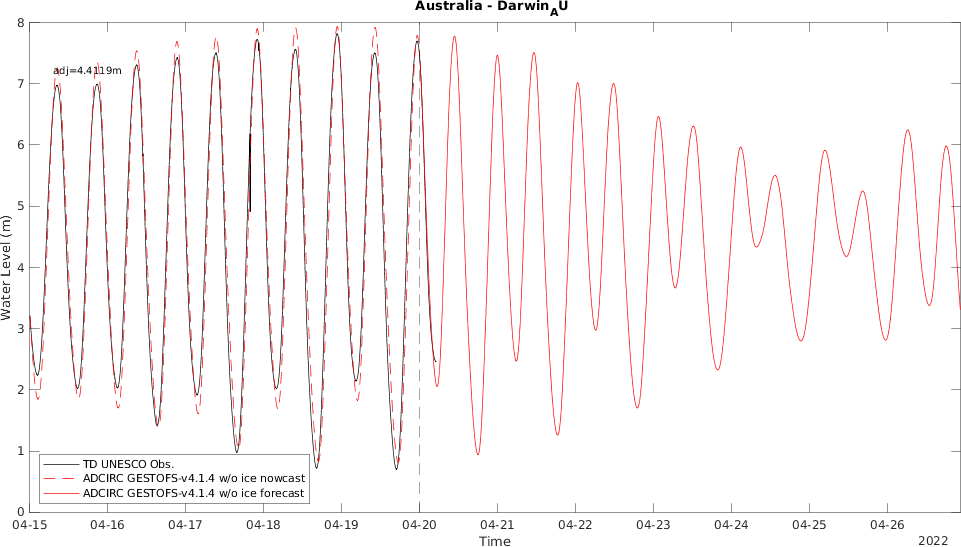 Australia - Darwin_AU
8
7
6
5
4
3
2
1
0
adj=4.4119m
Water Level (m)
TD UNESCO Obs.
ADCIRC GESTOFS-v4.1.4 w/o ice nowcast
ADCIRC GESTOFS-v4.1.4 w/o ice forecast
04-15 04-16 04-17 04-18 04-19 04-20 04-21 04-22 04-23 04-24 04-25 04-26
Time
2022